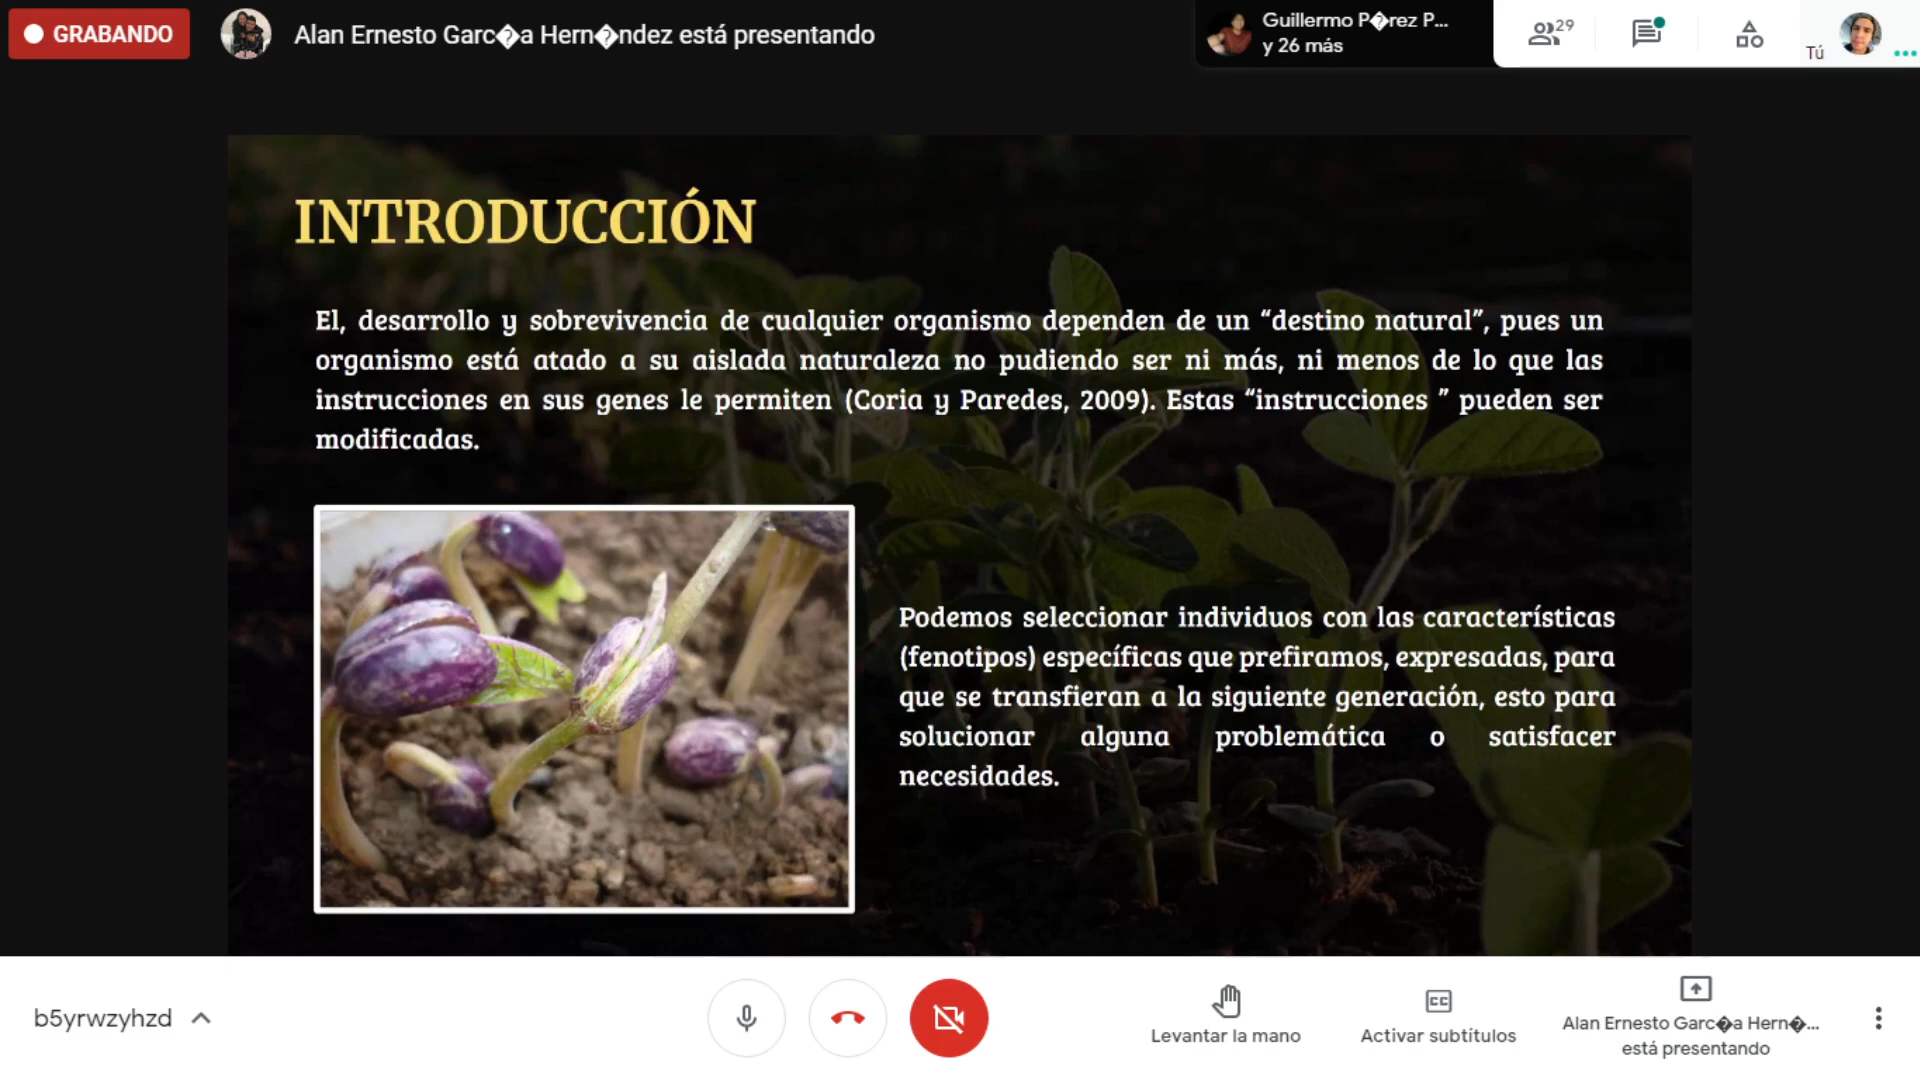 GRABANDO
Alan Ernesto Garc�a Hern�ndez está presentando
Guillermo P�rez P...
y 26 más
29
Tú
INTRODUCCIÓN
El, desarrollo y sobrevivencia de cualquier organismo dependen de un “destino natural”, pues un
organismo está atado a su aislada naturaleza no pudiendo ser ni más, ni menos de lo que las
instrucciones en sus genes le permiten (Coria y Paredes, 2009). Estas “instrucciones ” pueden ser
modificadas.
Podemos seleccionar individuos con las características
(fenotipos) específicas que prefiramos, expresadas, para
que se transfieran a la siguiente generación, esto para
solucionar alguna problemática o satisfacer
necesidades.
b5yrwzyhzd
Levantar la mano
CC
Activar subtítulos
Alan Ernesto Garc�a Hern�...
está presentando